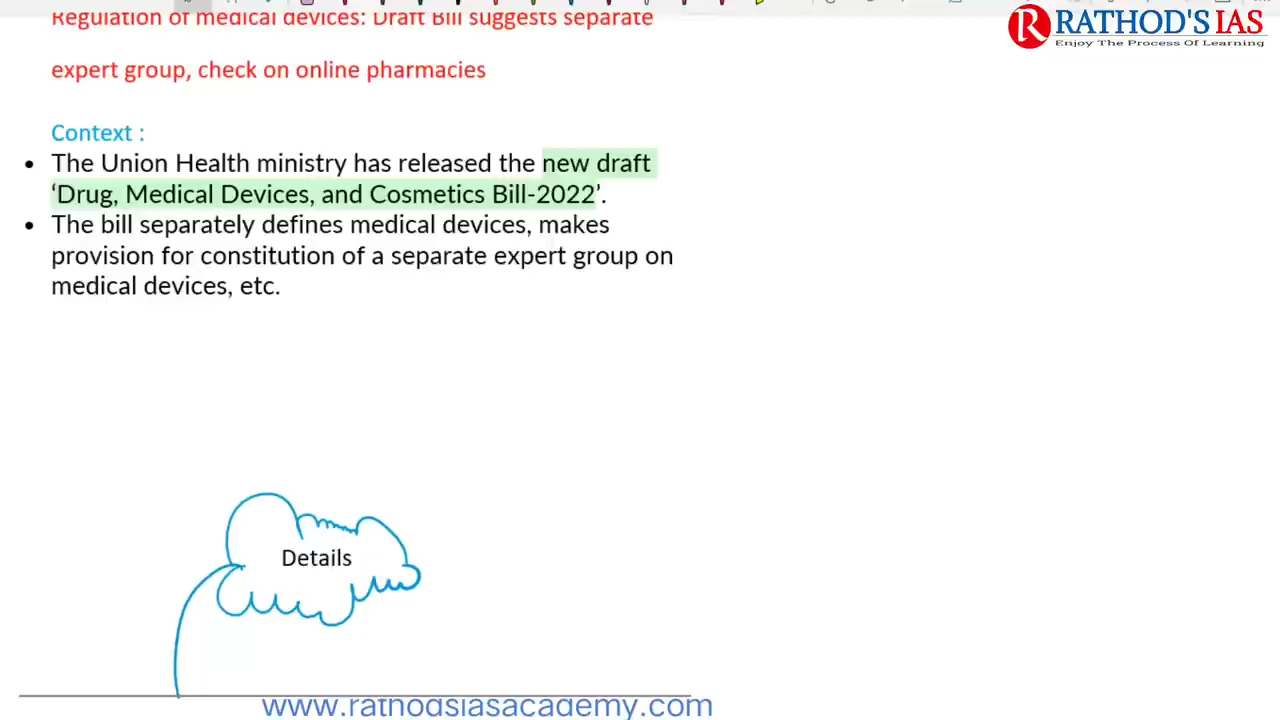 Regulation of medical devices: Draft Bill suggests separate
expert group, check on online pharmacies
RATHOD'S IAS
Enjoy The Process Of Learning
Context :
• The Union Health ministry has released the new draft
‘Drug, Medical Devices, and Cosmetics Bill-2022’.
• The bill separately defines medical devices, makes
provision for constitution of a separate expert group on
medical devices, etc.
Details
www.rathodsiasacademy.com